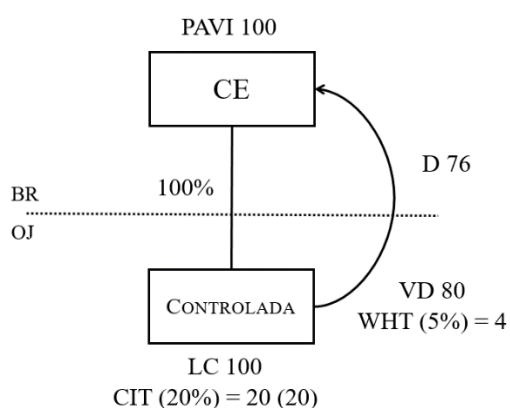 PAVI 100
CE
D 76
100%
BR
OJ
CONTROLADA
VD 80
WHT (5%) = 4
LC 100
CIT (20%) = 20 (20)